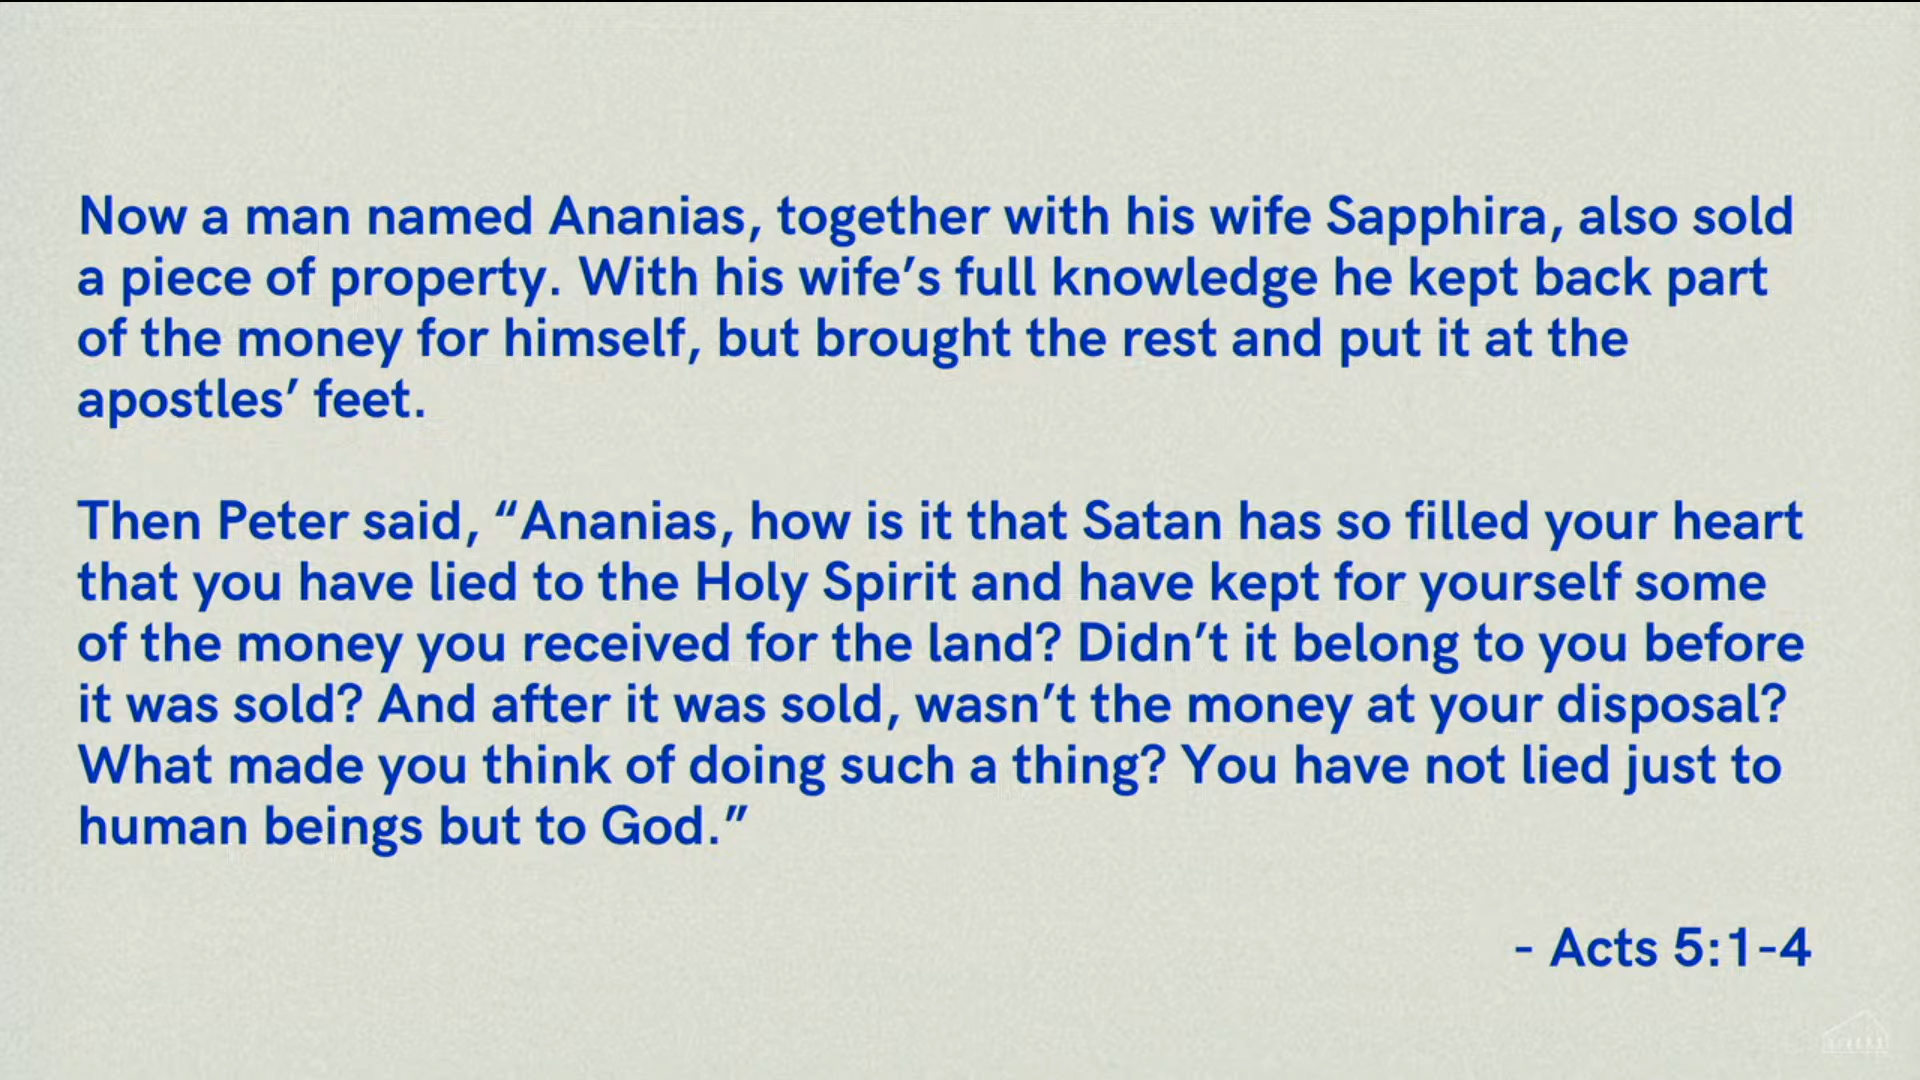 Now a man named Ananias, together with his wife Sapphira, also sold
a piece of property. With his wife’s full knowledge he kept back part
of the money for himself, but brought the rest and put it at the
apostles’ feet.
Then Peter said, “Ananias, how is it that Satan has so filled your heart
that you have lied to the Holy Spirit and have kept for yourself some
of the money you received for the land? Didn’t it belong to you before
it was sold? And after it was sold, wasn’t the money at your disposal?
What made you think of doing such a thing? You have not lied just to
human beings but to God.”
- Acts 5:1-4